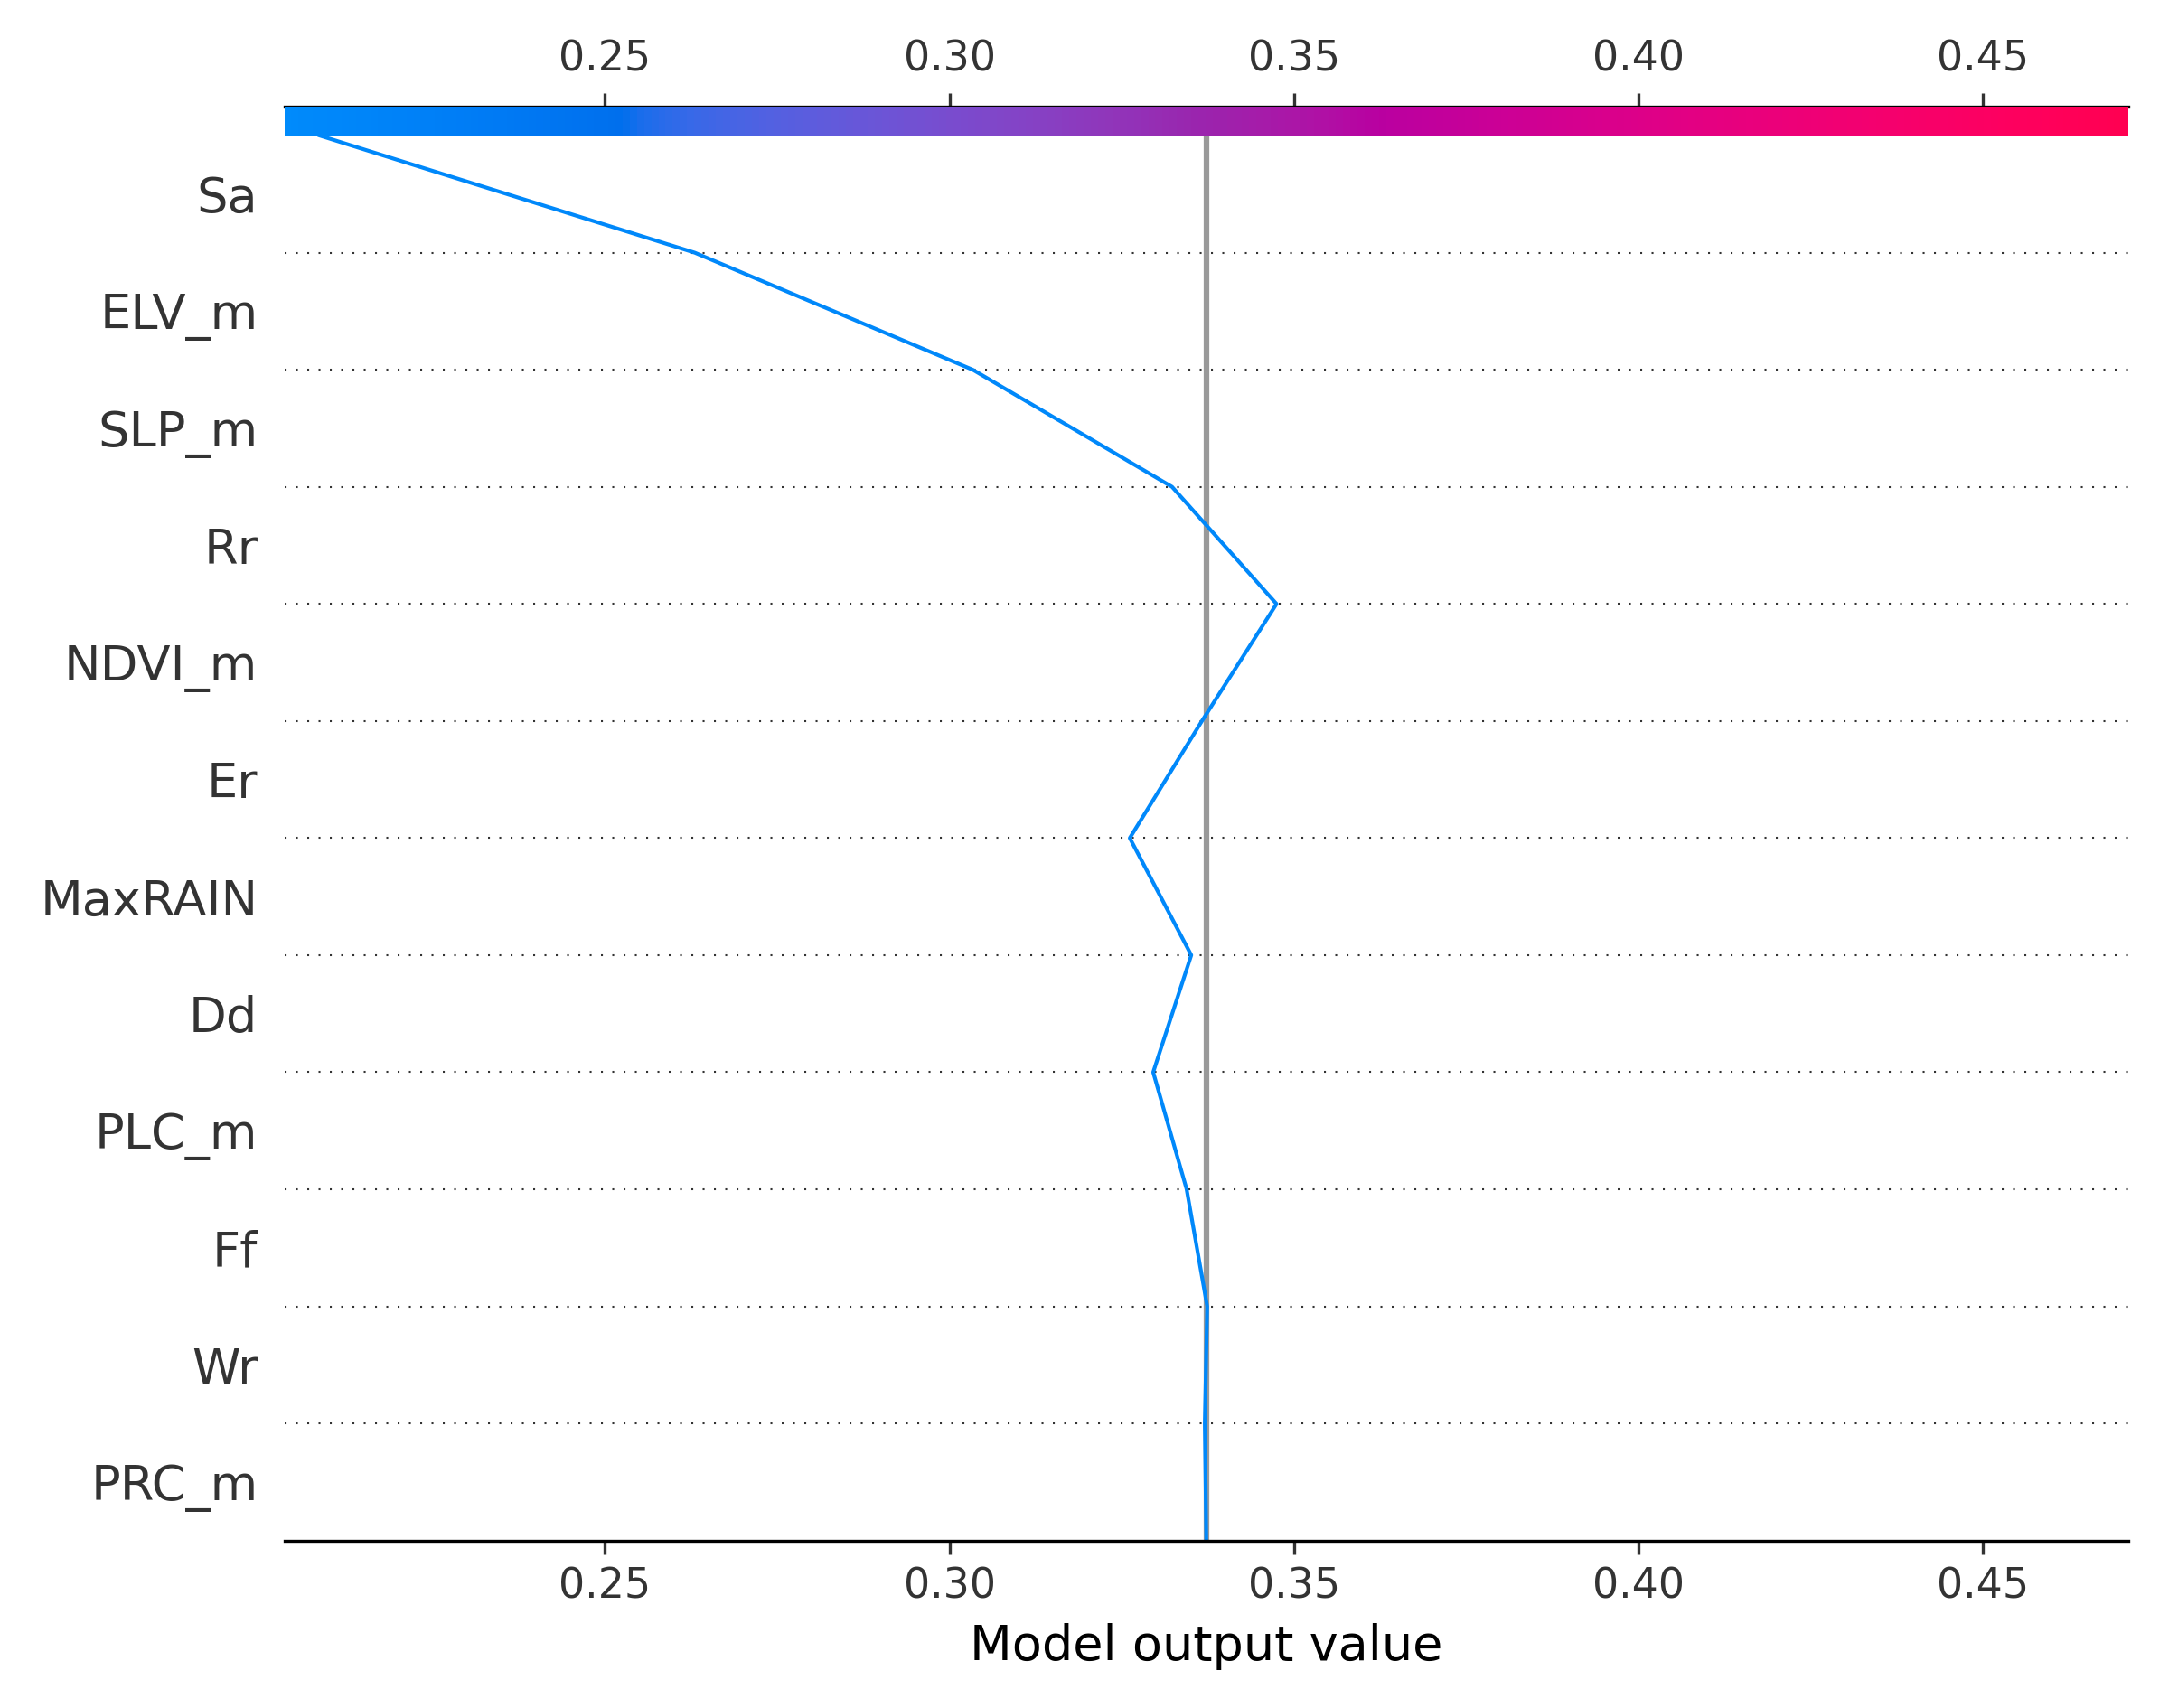 0.25 0.30 0.35 0.40 0.45
Sa
ELV_m
SLP_m
Rr
NDVI_m
Er
MaxRAIN
Dd
PLC_m
Ff
Wr
PRC_m
0.25 0.30 0.35 0.40 0.45
Model output value